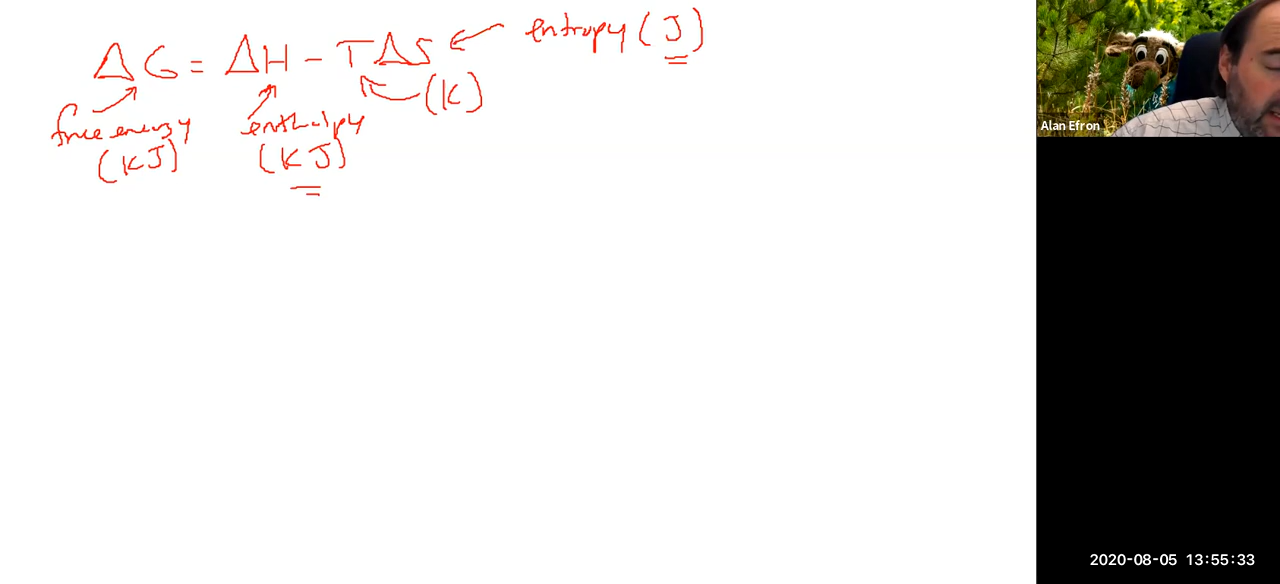 ΔG = ΔH - TΔS
entropy (J)
(K)
free energy
(KJ)
enthalpy
(KJ)
Alan Efron
2020-08-05 13:55:33